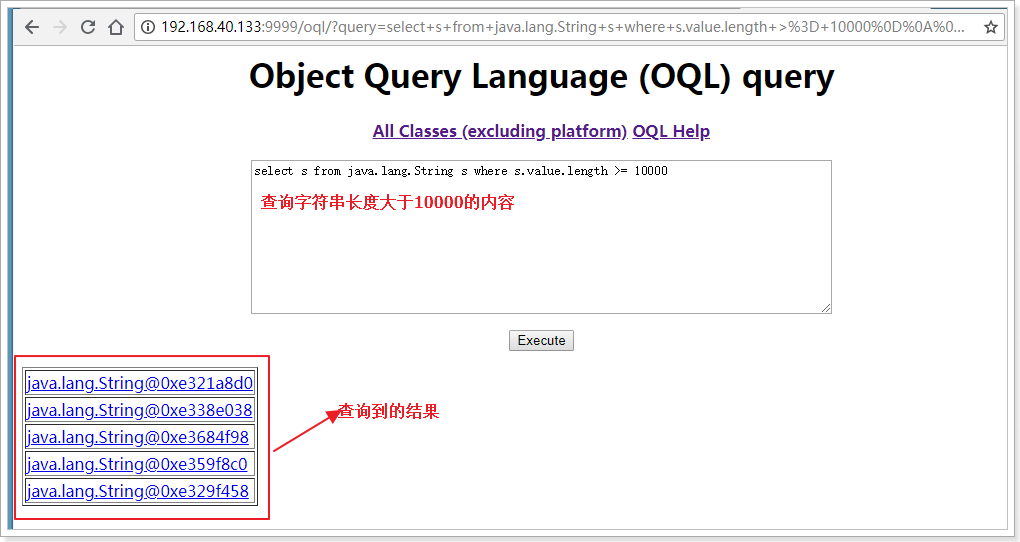 192.168.40.133:9999/oql/?query=select+s+from+java.lang.String+s+where+s.value.length+>%3D+10000%0D%0A%0...
Object Query Language (OQL) query
All Classes (excluding platform) OQL Help
select s from java.lang.String s where s.value.length >= 10000
查询字符串长度大于10000的内容
Execute
java.lang.String@0xe321a8d0
java.lang.String@0xe338e038
查询到的结果
java.lang.String@0xe3684f98
java.lang.String@0xe359f8c0
java.lang.String@0xe329f458